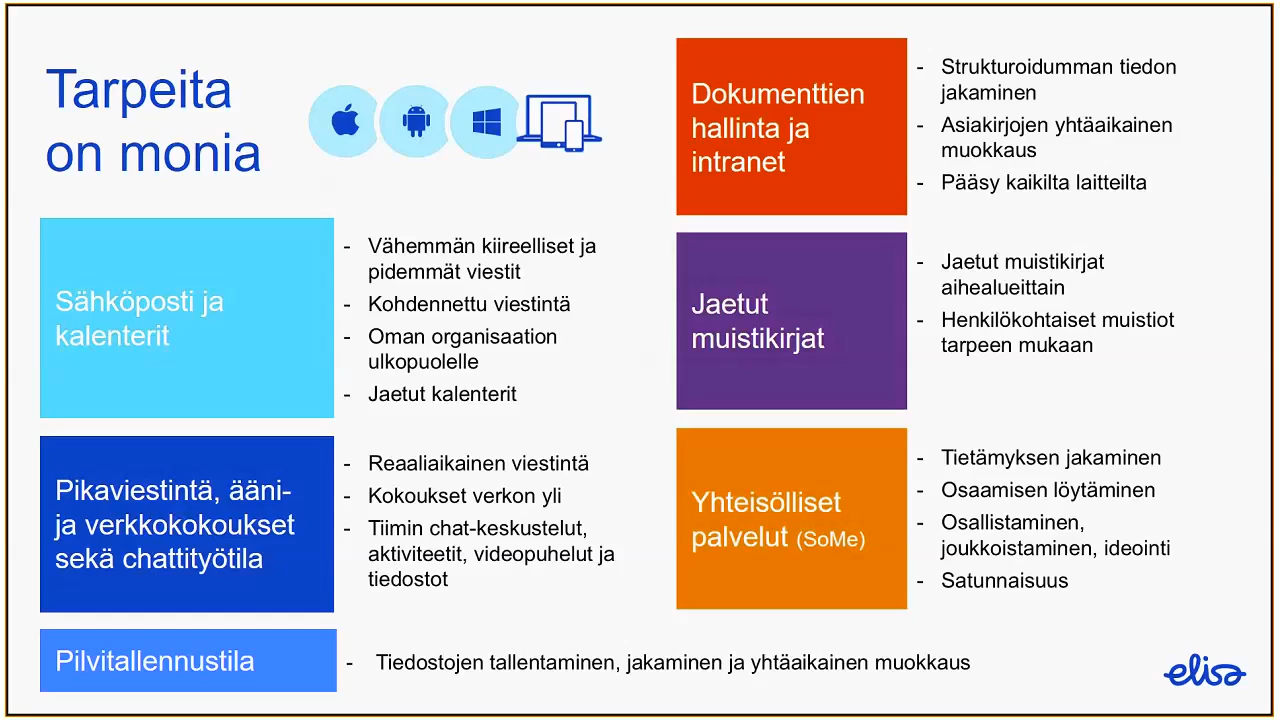 Tarpeita
on monia
Sähköposti ja
kalenterit
- Vähemmän kiireelliset ja
pidemmät viestit
- Kohdennettu viestintä
- Oman organisaation
ulkopuolelle
- Jaetut kalenterit
Pikaviestintä, ääni-
ja verkkokokoukset
sekä chattityötila
- Reaaliaikainen viestintä
- Kokoukset verkon yli
- Tiimin chat-keskustelut,
aktiviteetit, videopuhelut ja
tiedostot
Pilvitallennustila
- Tiedostojen tallentaminen, jakaminen ja yhtäaikainen muokkaus
Dokumenttien
hallinta ja
intranet
- Strukturoidumman tiedon
jakaminen
- Asiakirjojen yhtäaikainen
muokkaus
- Pääsy kaikilta laitteilta
Jaetut
muistikirjat
- Jaetut muistikirjat
aihealueittain
- Henkilökohtaiset muistiot
tarpeen mukaan
Yhteisölliset
palvelut (SoMe)
- Tietämyksen jakaminen
- Osaamisen löytäminen
- Osallistaminen,
joukkoistaminen, ideointi
- Satunnaisuus
elisa